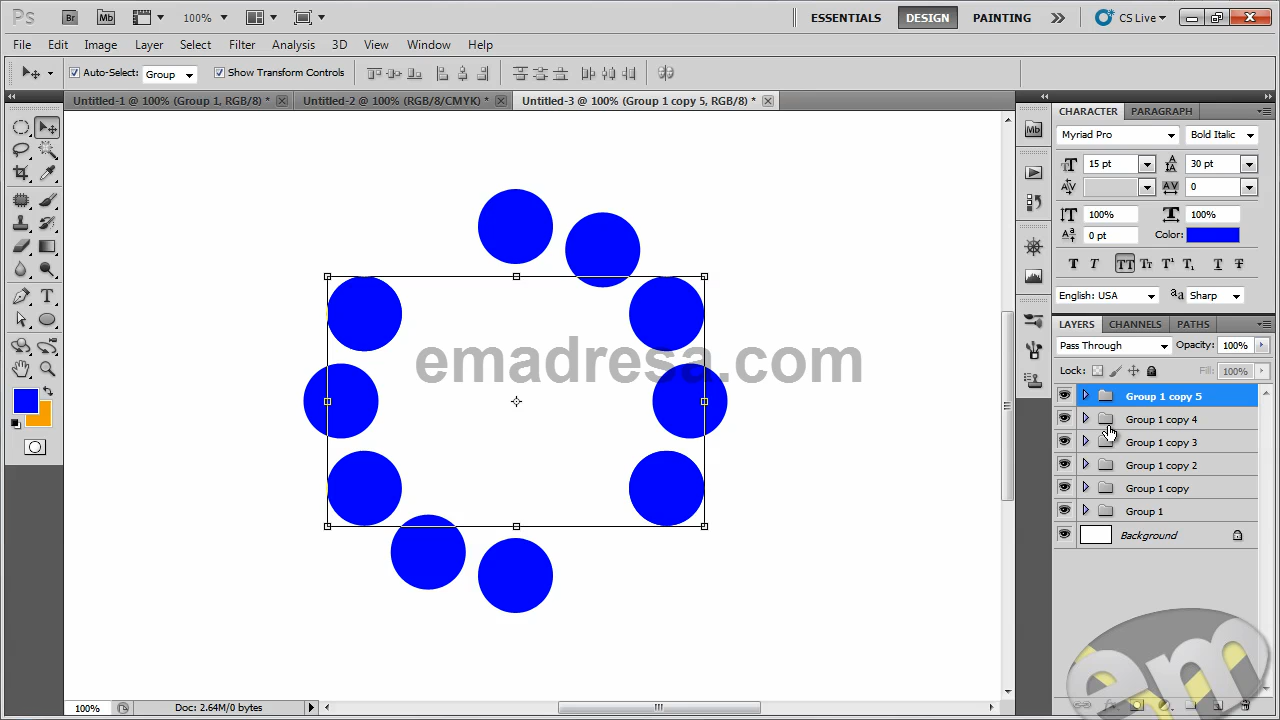 Ps Br Mb 100% ESSENTIALS DESIGN PAINTING CS Live
File Edit Image Layer Select Filter Analysis 3D View Window Help
Auto-Select: Group Show Transform Controls
Untitled-1 @ 100% (Group 1, RGB/8) * Untitled-2 @ 100% (RGB/8/CMYK) * Untitled-3 @ 100% (Group 1 copy 5, RGB/8) *
CHARACTER PARAGRAPH
Myriad Pro Bold Italic
15 pt 30 pt
0
100% 100%
0 pt Color:
English: USA Sharp
LAYERS CHANNELS PATHS
Pass Through Opacity: 100%
Lock: Fill: 100%
Group 1 copy 5
Group 1 copy 4
Group 1 copy 3
Group 1 copy 2
Group 1 copy
Group 1
Background
emadresa.com
em
100% Doc: 2.64M/0 bytes